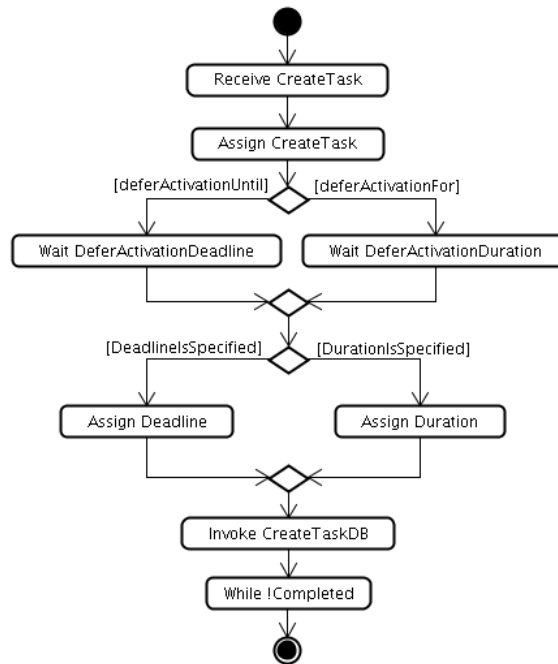 Receive CreateTask
Assign CreateTask
[deferActivationUntil]
[deferActivationFor]
Wait DeferActivationDeadline
Wait DeferActivationDuration
[DeadlineIsSpecified]
[DurationIsSpecified]
Assign Deadline
Assign Duration
Invoke CreateTaskDB
While !Completed